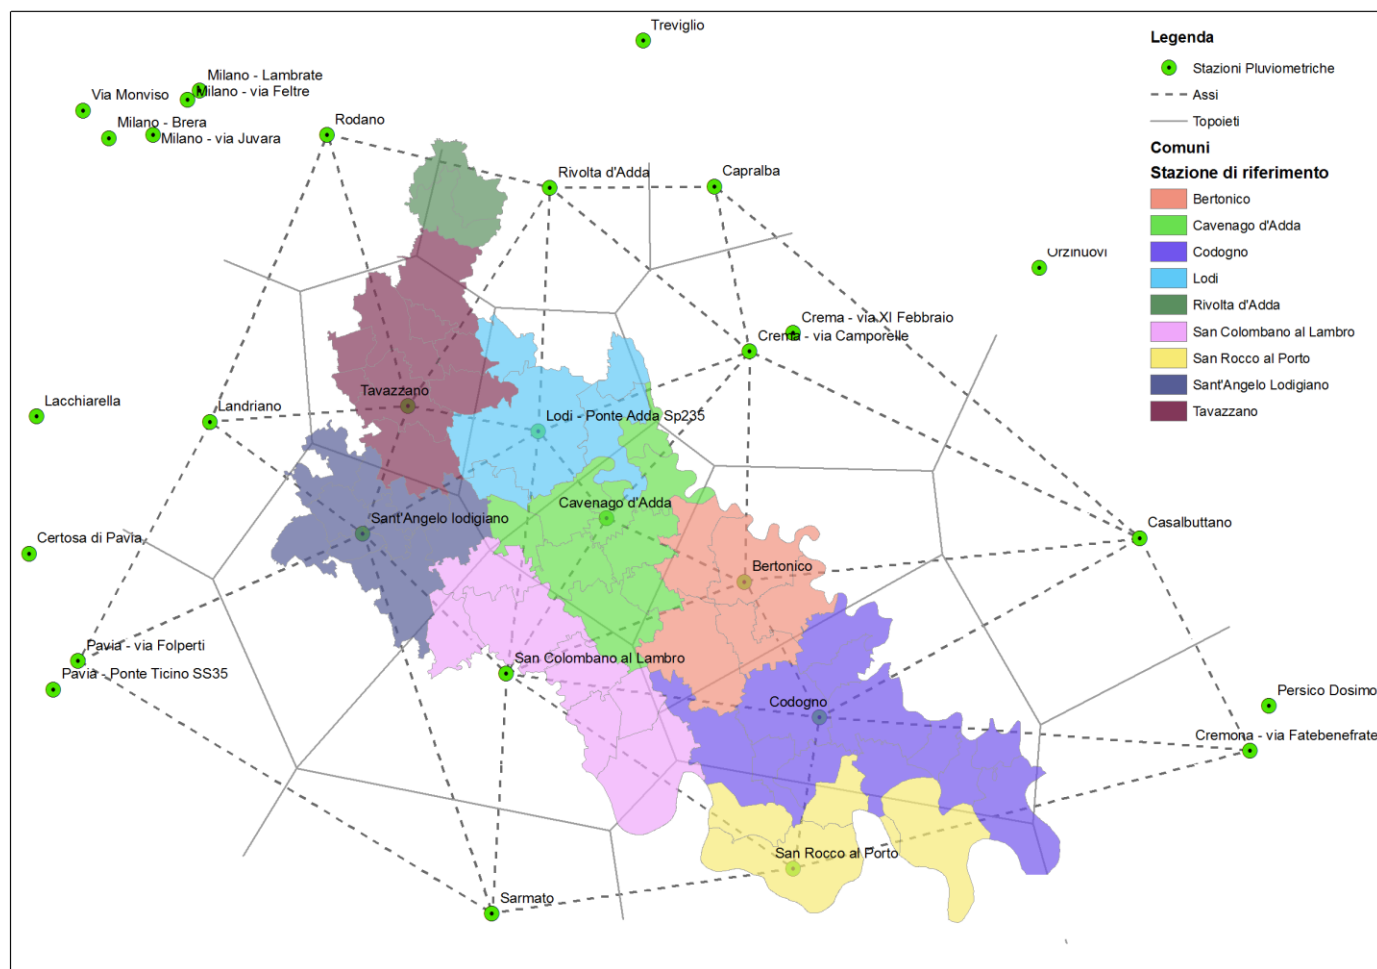 Treviglio
Milano - Lambrate
Milano - via Feltre
Via Monviso
Milano - Brera
Milano - via Juvara
Rodano
Rivolta d'Adda
Capralba
Orzinuovi
Crema - via XI Febbraio
Crema - via Camporelle
Tavazzano
Lacchiarella
Landriano
Lodi - Ponte Adda Sp235
Cavenago d'Adda
Sant'Angelo lodigiano
Casalbuttano
Certosa di Pavia
Bertonico
Pavia - via Folperti
San Colombano al Lambro
Pavia - Ponte Ticino SS35
Codogno
Persico Dosimo
Cremona - via Fatebenefrate
San Rocco al Porto
Sarmato
Legenda
Stazioni Pluviometriche
Assi
Topoieti
Comuni
Stazione di riferimento
Bertonico
Cavenago d'Adda
Codogno
Lodi
Rivolta d'Adda
San Colombano al Lambro
San Rocco al Porto
Sant'Angelo Lodigiano
Tavazzano